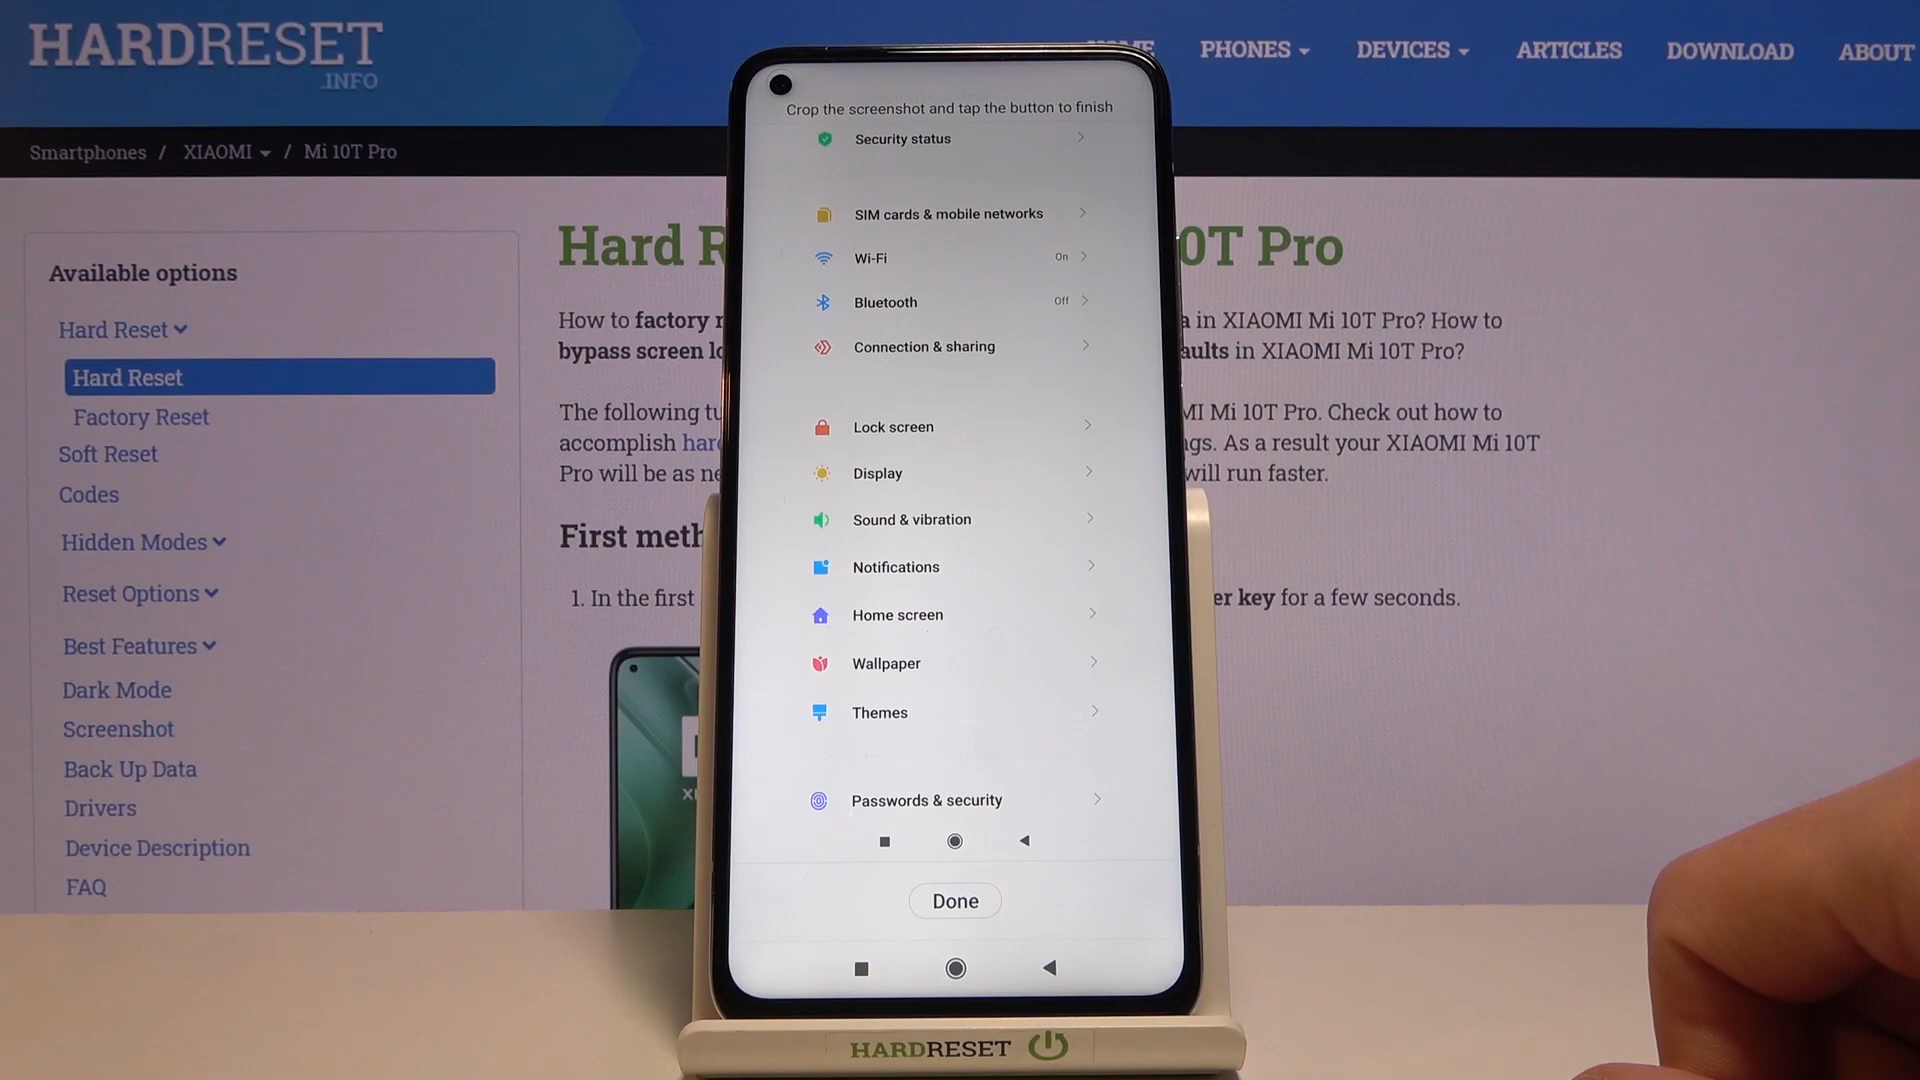 HARDRESET
.INFO
HOME PHONES DEVICES ARTICLES DOWNLOAD ABOUT
Smartphones / XIAOMI / Mi 10T Pro
Available options
Hard Reset
Hard Reset
Factory Reset
Soft Reset
Codes
Hidden Modes
Reset Options
Best Features
Dark Mode
Screenshot
Back Up Data
Drivers
Device Description
FAQ
Hard R 10T Pro
How to factory r a in XIAOMI Mi 10T Pro? How to
bypass screen lo aults in XIAOMI Mi 10T Pro?
The following tu MI Mi 10T Pro. Check out how to
accomplish hard ngs. As a result your XIAOMI Mi 10T
Pro will be as ne will run faster.
First meth
1. In the first er key for a few seconds.
XI
Crop the screenshot and tap the button to finish
Security status
SIM cards & mobile networks
Wi-Fi On
Bluetooth Off
Connection & sharing
Lock screen
Display
Sound & vibration
Notifications
Home screen
Wallpaper
Themes
Passwords & security
Done
HARDRESET